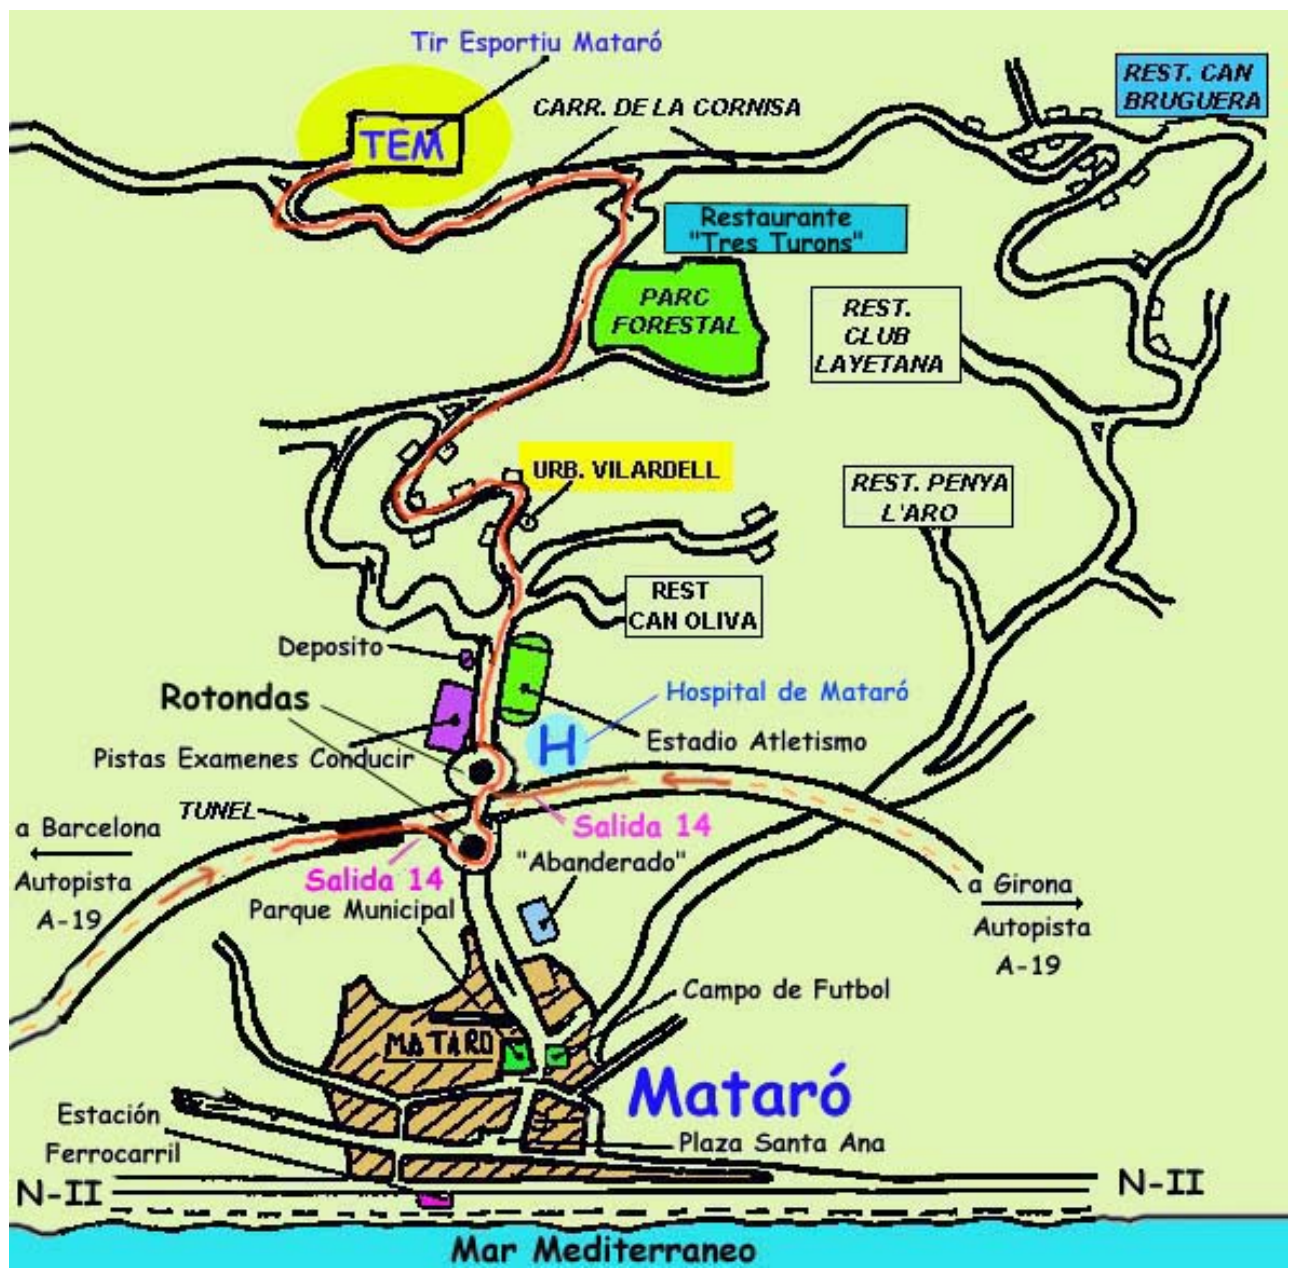 Tir Esportiu Mataró
TEM
CARR. DE LA CORNISA
REST. CAN
BRUGUERA
Restaurante
"Tres Turons"
PARC
FORESTAL
REST.
CLUB
LAYETANA
URB. VILARDELL
REST. PENYA
L'ARO
REST
CAN OLIVA
Deposito
Rotondas
Hospital de Mataró
H
Estadio Atletismo
Pistas Examenes Conducir
TUNEL
a Barcelona
Autopista
A-19
Salida 14
Salida 14
"Abanderado"
Parque Municipal
a Girona
Autopista
A-19
Campo de Futbol
MATARO
Mataró
Estación
Ferrocarril
Plaza Santa Ana
N-II
N-II
Mar Mediterraneo